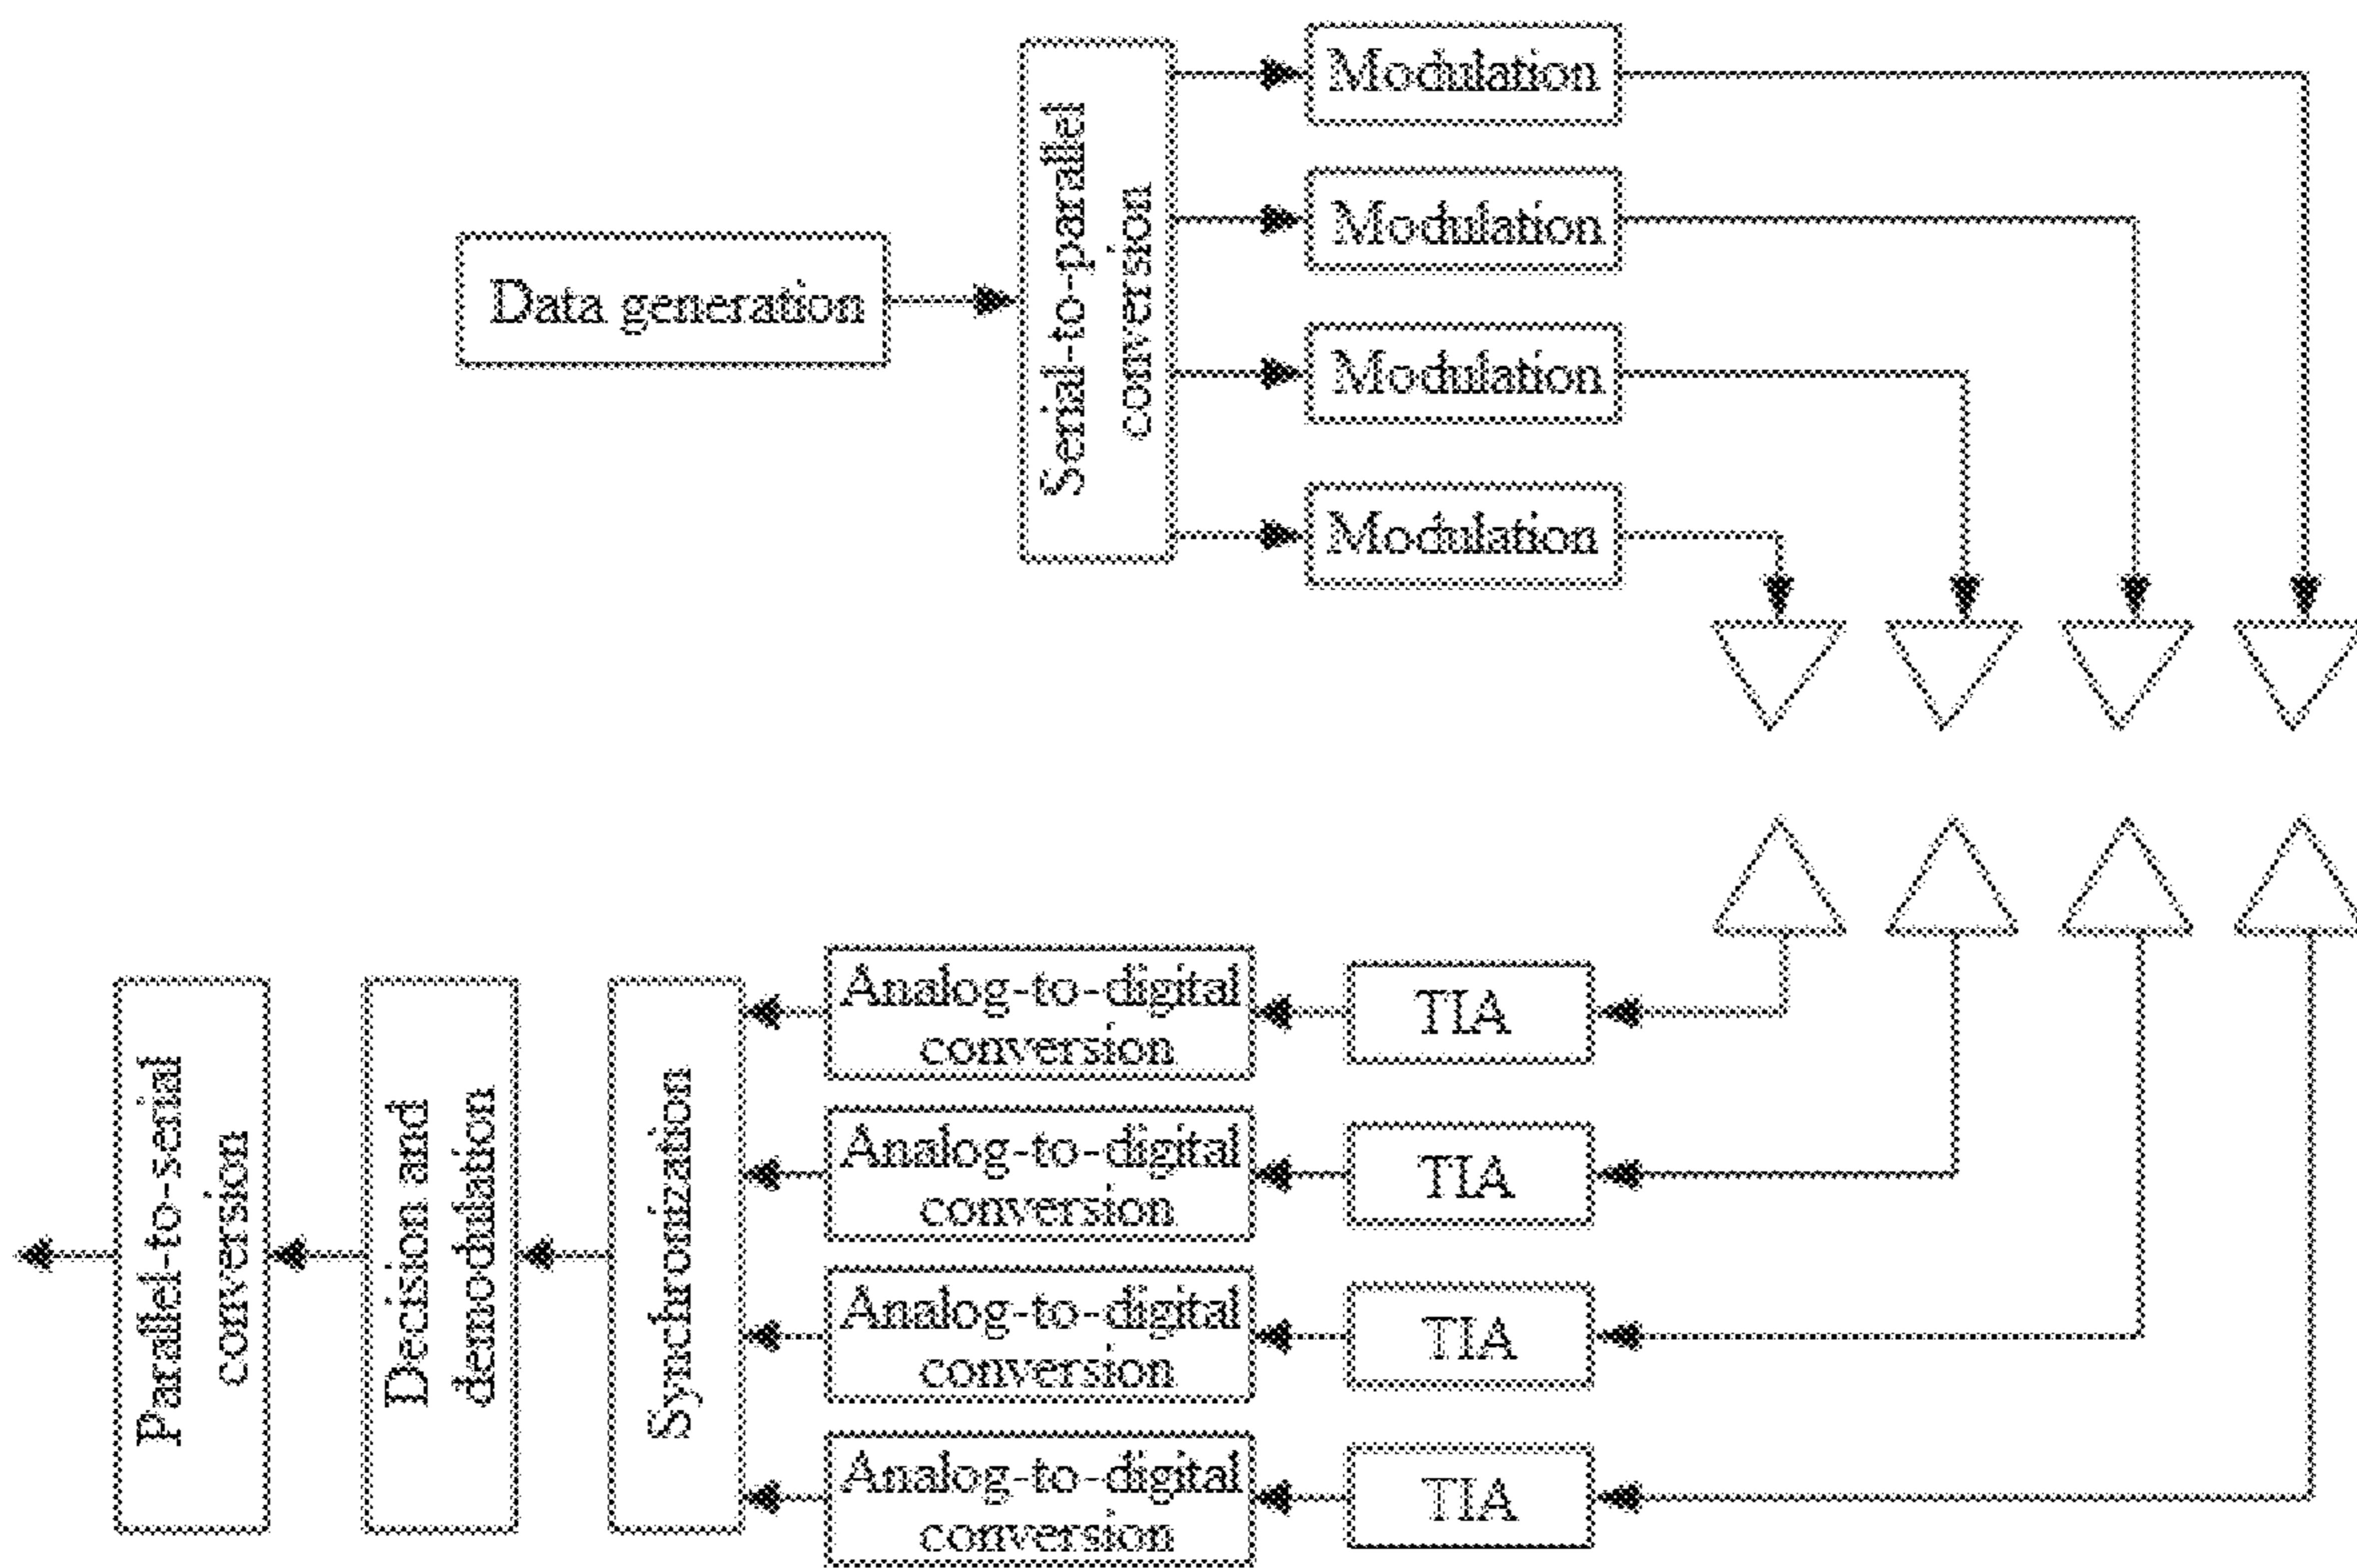 Modulation
Modulation
Data generation
Serial-to-parallel
conversion
Modulation
Modulation
Analog-to-digital
conversion
TIA
Analog-to-digital
conversion
TIA
Parallel-to-serial
conversion
Decision and
demodulation
Synchronization
Analog-to-digital
conversion
TIA
Analog-to-digital
conversion
TIA